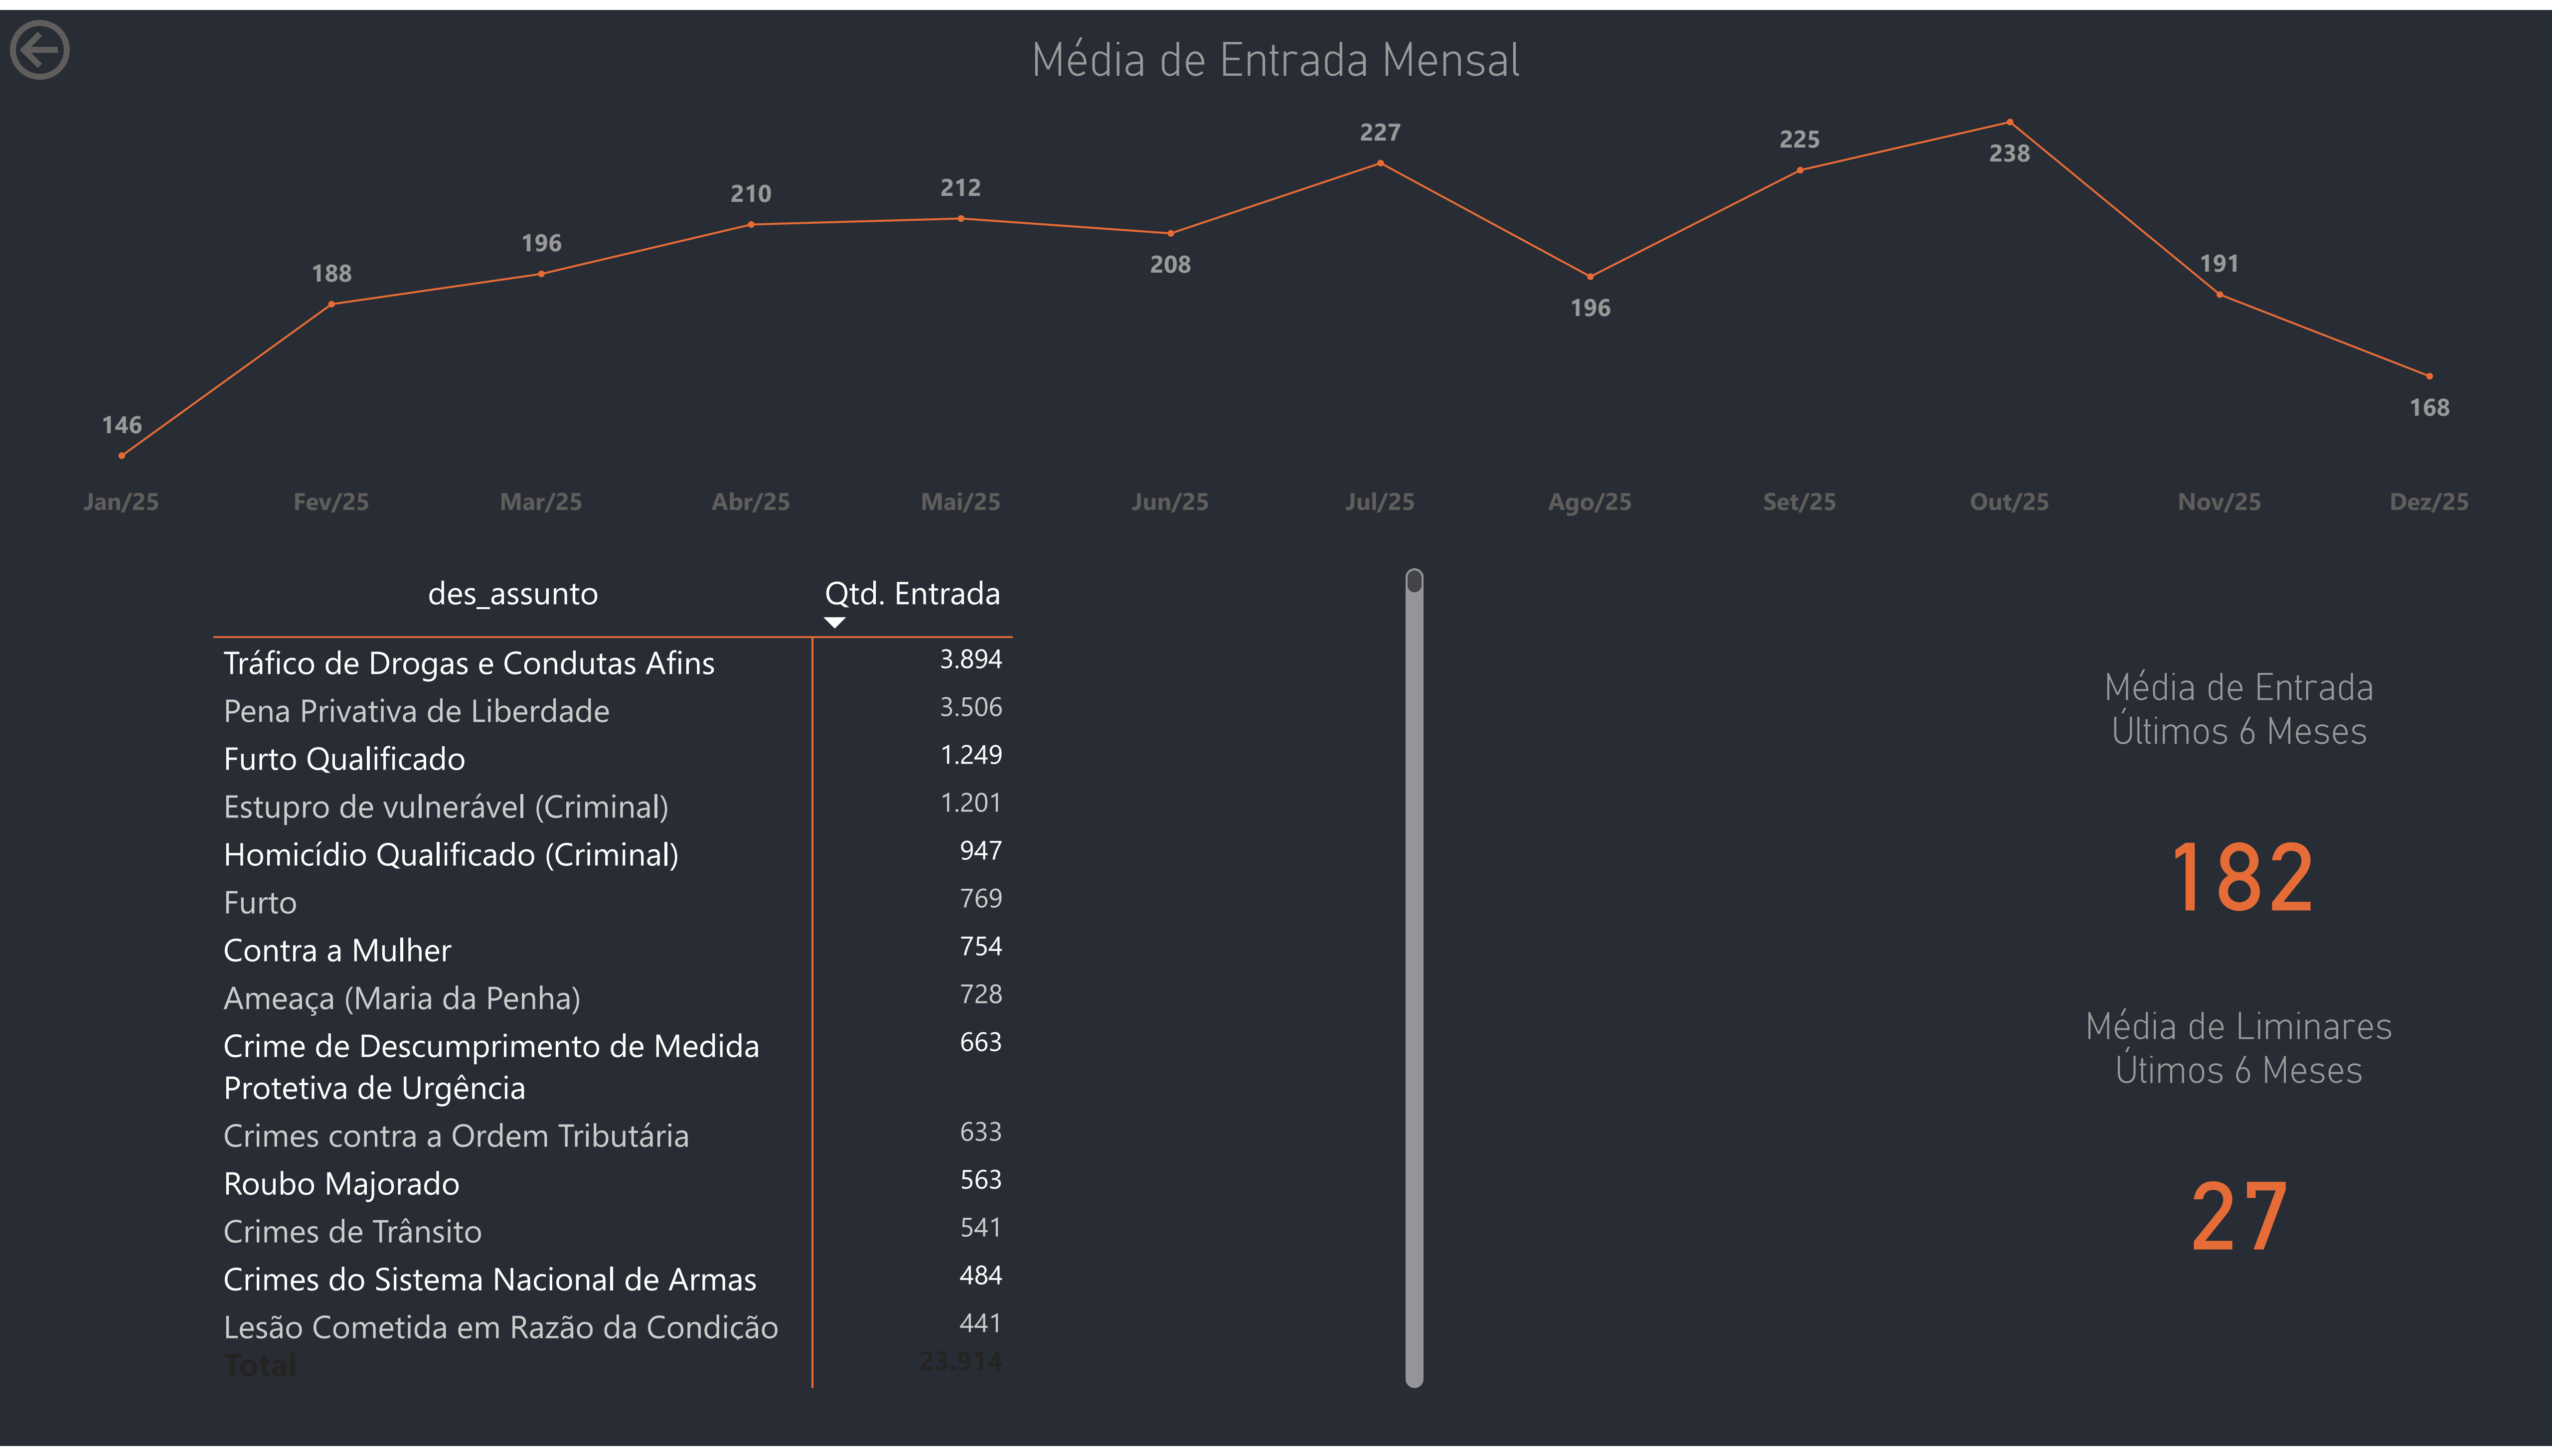 Média de Entrada Mensal
146
188
196
210
212
208
227
196
225
238
191
168
Jan/25 Fev/25 Mar/25 Abr/25 Mai/25 Jun/25 Jul/25 Ago/25 Set/25 Out/25 Nov/25 Dez/25
des_assunto Qtd. Entrada
Tráfico de Drogas e Condutas Afins 3.894
Pena Privativa de Liberdade 3.506
Furto Qualificado 1.249
Estupro de vulnerável (Criminal) 1.201
Homicídio Qualificado (Criminal) 947
Furto 769
Contra a Mulher 754
Ameaça (Maria da Penha) 728
Crime de Descumprimento de Medida 663
Protetiva de Urgência
Crimes contra a Ordem Tributária 633
Roubo Majorado 563
Crimes de Trânsito 541
Crimes do Sistema Nacional de Armas 484
Lesão Cometida em Razão da Condição 441
Total 23.914
Média de Entrada
Últimos 6 Meses
182
Média de Liminares
Útimos 6 Meses
27